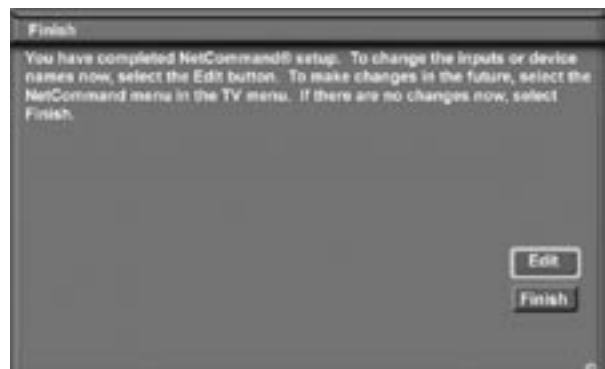 Finish
You have completed NetCommand® setup. To change the inputs or device
names now, select the Edit button. To make changes in the future, select the
NetCommand menu in the TV menu. If there are no changes now, select
Finish.
Edit
Finish